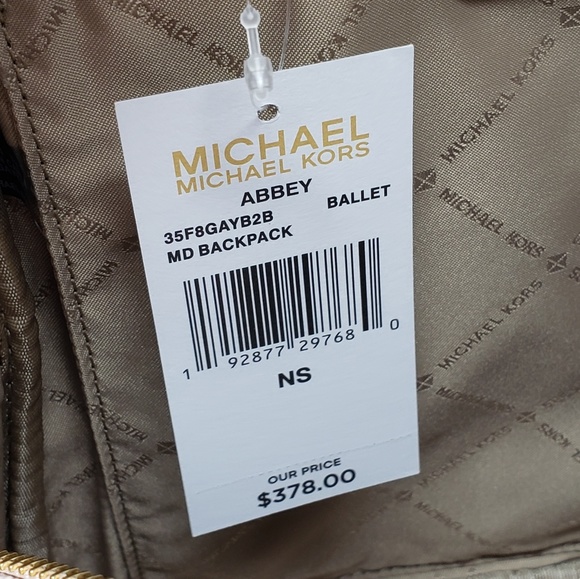 MICHAEL
MICHAEL KORS
ABBEY
35F8GAYB2B BALLET
MD BACKPACK
1 92877 29768 0
NS
OUR PRICE
$378.00
MICHAEL KORS
MICHAEL KORS
MICHAEL KORS
MICHAEL KORS